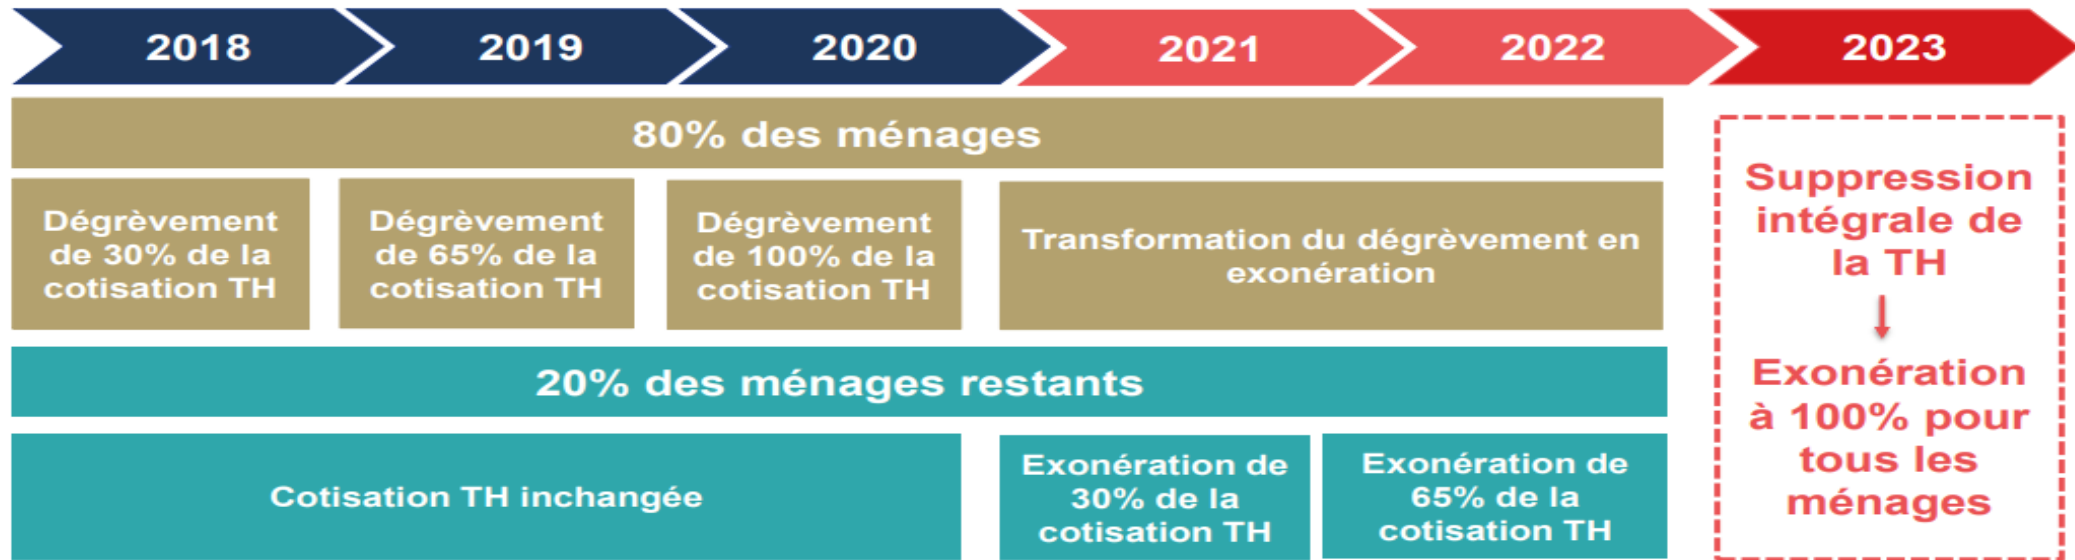 2018
2019
2020
2021
2022
2023
80% des ménages
Dégrèvement
de 30% de la
cotisation TH
Dégrèvement
de 65% de la
cotisation TH
Dégrèvement
de 100% de la
cotisation TH
Transformation du dégrèvement en
exonération
20% des ménages restants
Cotisation TH inchangée
Exonération de
30% de la
cotisation TH
Exonération de
65% de la
cotisation TH
Suppression
intégrale de
la TH
Exonération
à 100% pour
tous les
ménages